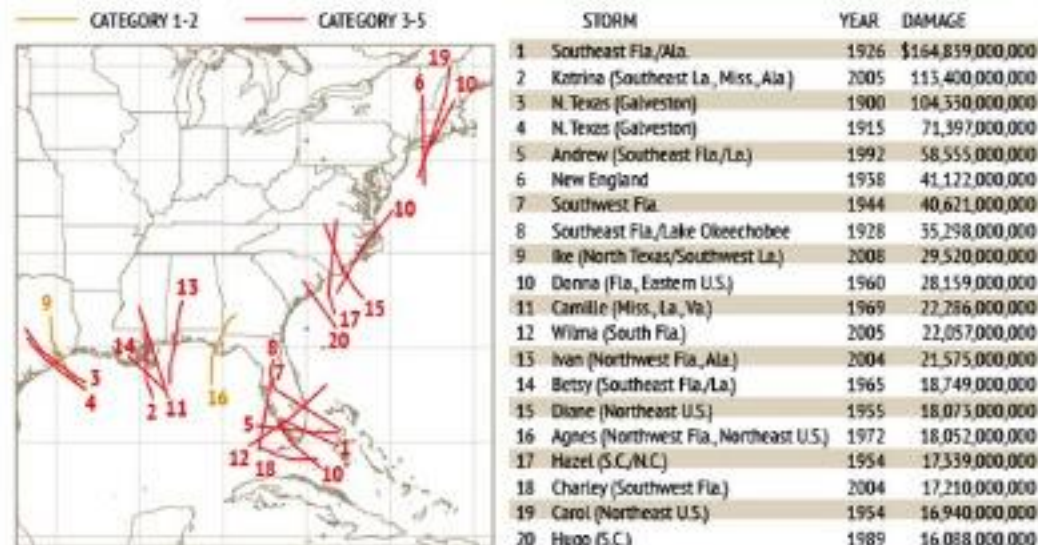 CATEGORY 1-2 CATEGORY 3-5
STORM YEAR DAMAGE
1 Southeast Fla./Ala. 1926 $164,839,000,000
2 Katrina (Southeast La., Miss., Ala.) 2005 113,400,000,000
3 N. Texas (Galveston) 1900 104,330,000,000
4 N. Texas (Galveston) 1915 71,397,000,000
5 Andrew (Southeast Fla./La.) 1992 58,555,000,000
6 New England 1938 41,122,000,000
7 Southwest Fla. 1944 40,621,000,000
8 Southeast Fla./Lake Okeechobee 1928 35,298,000,000
9 Ike (North Texas/Southwest La.) 2008 29,520,000,000
10 Donna (Fla., Eastern U.S.) 1960 28,159,000,000
11 Camille (Miss., La., Va.) 1969 22,286,000,000
12 Wilma (South Fla.) 2005 22,057,000,000
13 Ivan (Northwest Fla., Ala.) 2004 21,575,000,000
14 Betsy (Southeast Fla./La.) 1965 18,749,000,000
15 Diane (Northeast U.S.) 1955 18,073,000,000
16 Agnes (Northwest Fla., Northeast U.S.) 1972 18,052,000,000
17 Hazel (S.C./N.C.) 1954 17,339,000,000
18 Charley (Southwest Fla.) 2004 17,210,000,000
19 Carol (Northeast U.S.) 1954 16,940,000,000
20 Hugo (S.C.) 1989 16,088,000,000
19
6 10
10
13
9
15
17
14 20
8
3 7
4 2 11 16
5 1
12
18 10